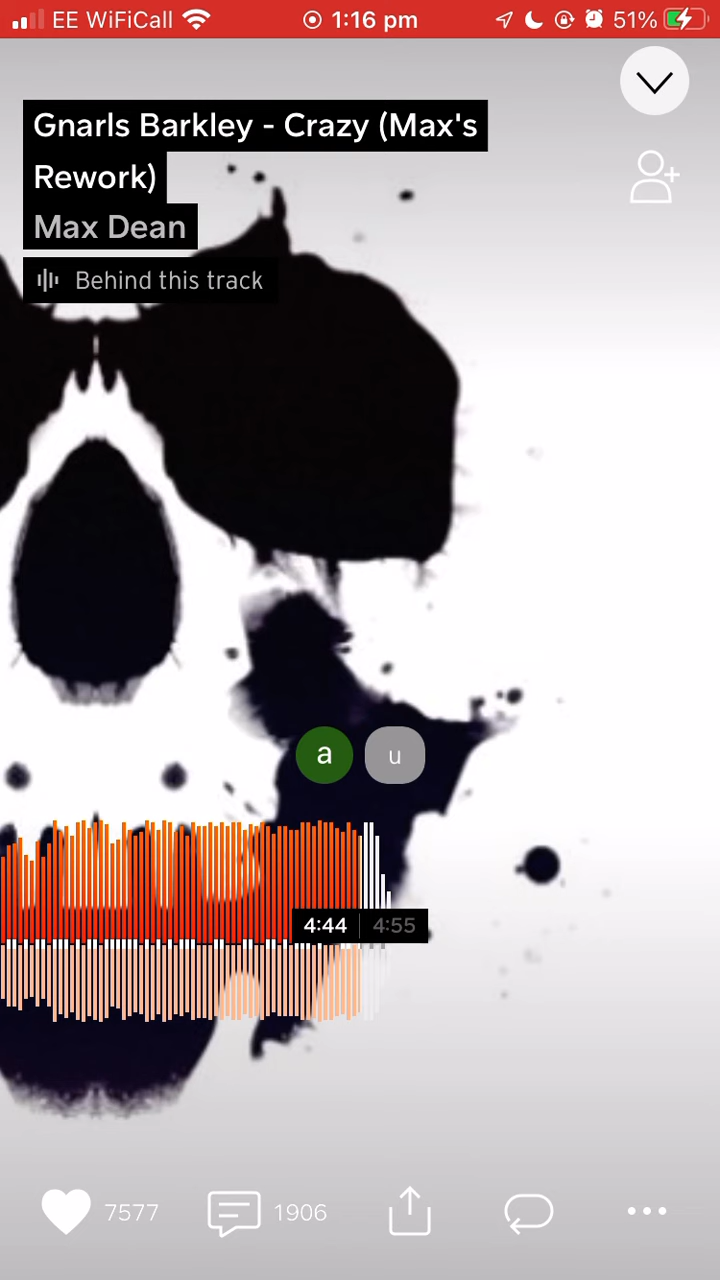 EE WiFiCall 1:16 pm 51%
Gnarls Barkley - Crazy (Max's
Rework)
Max Dean
Behind this track
a u
4:44 4:55
7577 1906